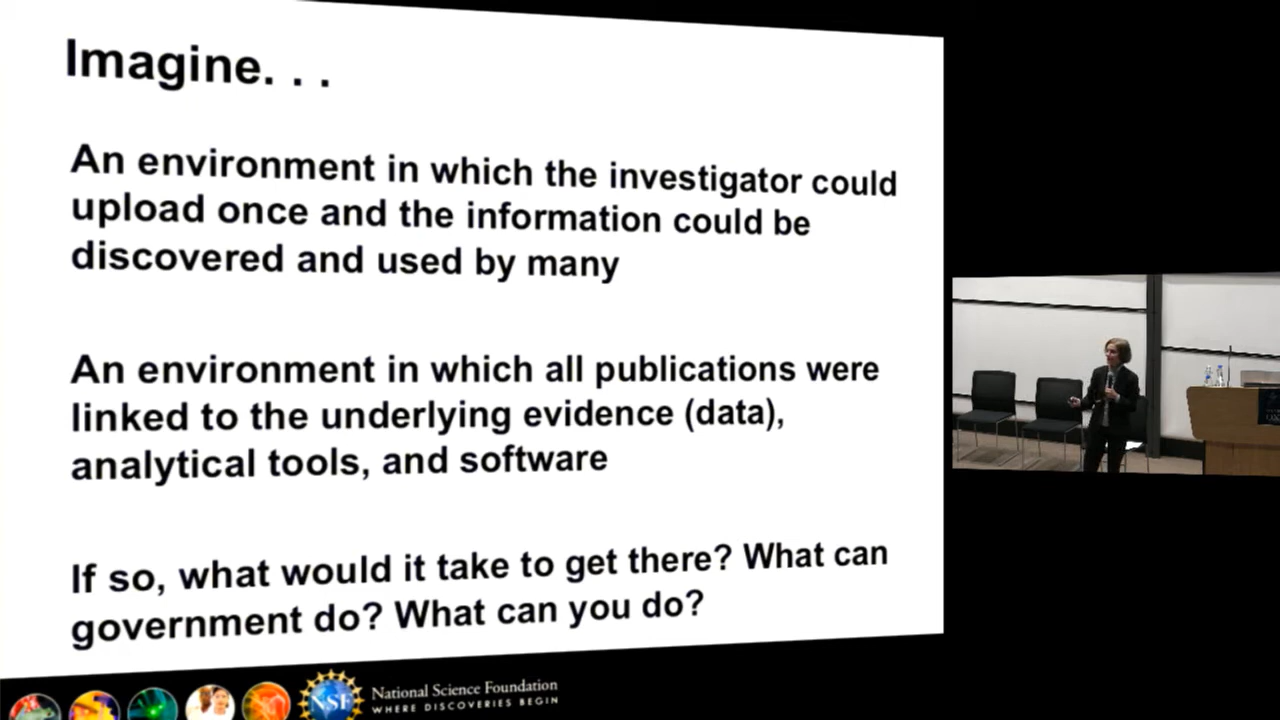 Imagine. . .
An environment in which the investigator could
upload once and the information could be
discovered and used by many
An environment in which all publications were
linked to the underlying evidence (data),
analytical tools, and software
If so, what would it take to get there? What can
government do? What can you do?
NSF
National Science Foundation
WHERE DISCOVERIES BEGIN